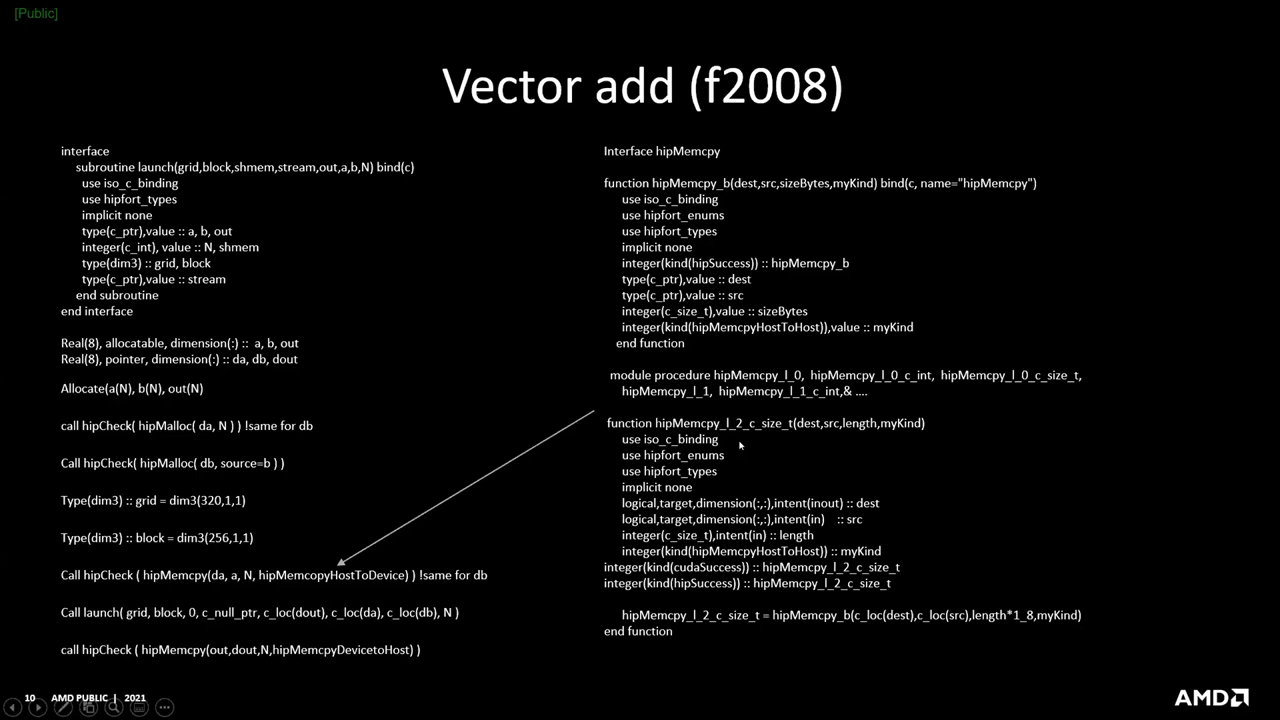 [Public]
Vector add (f2008)
interface
subroutine launch(grid,block,shmem,stream,out,a,b,N) bind(c)
use iso_c_binding
use hipfort_types
implicit none
type(c_ptr),value :: a, b, out
integer(c_int), value :: N, shmem
type(dim3) :: grid, block
type(c_ptr),value :: stream
end subroutine
end interface
Real(8), allocatable, dimension(:) :: a, b, out
Real(8), pointer, dimension(:) :: da, db, dout
Allocate(a(N), b(N), out(N)
call hipCheck( hipMalloc( da, N ) ) !same for db
Call hipCheck( hipMalloc( db, source=b ) )
Type(dim3) :: grid = dim3(320,1,1)
Type(dim3) :: block = dim3(256,1,1)
Call hipCheck ( hipMemcpy(da, a, N, hipMemcopyHostToDevice) ) !same for db
Call launch( grid, block, 0, c_null_ptr, c_loc(dout), c_loc(da), c_loc(db), N )
call hipCheck ( hipMemcpy(out,dout,N,hipMemcpyDevicetoHost) )
Interface hipMemcpy
function hipMemcpy_b(dest,src,sizeBytes,myKind) bind(c, name="hipMemcpy")
use iso_c_binding
use hipfort_enums
use hipfort_types
implicit none
integer(kind(hipSuccess)) :: hipMemcpy_b
type(c_ptr),value :: dest
type(c_ptr),value :: src
integer(c_size_t),value :: sizeBytes
integer(kind(hipMemcpyHostToHost)),value :: myKind
end function
module procedure hipMemcpy_l_0, hipMemcpy_l_0_c_int, hipMemcpy_l_0_c_size_t,
hipMemcpy_l_1, hipMemcpy_l_1_c_int,& ....
function hipMemcpy_l_2_c_size_t(dest,src,length,myKind)
use iso_c_binding
use hipfort_enums
use hipfort_types
implicit none
logical,target,dimension(:,:),intent(inout) :: dest
logical,target,dimension(:,:),intent(in) :: src
integer(c_size_t),intent(in) :: length
integer(kind(hipMemcpyHostToHost)) :: myKind
integer(kind(cudaSuccess)) :: hipMemcpy_l_2_c_size_t
integer(kind(hipSuccess)) :: hipMemcpy_l_2_c_size_t
hipMemcpy_l_2_c_size_t = hipMemcpy_b(c_loc(dest),c_loc(src),length*1_8,myKind)
end function
10 AMD PUBLIC | 2021
AMD